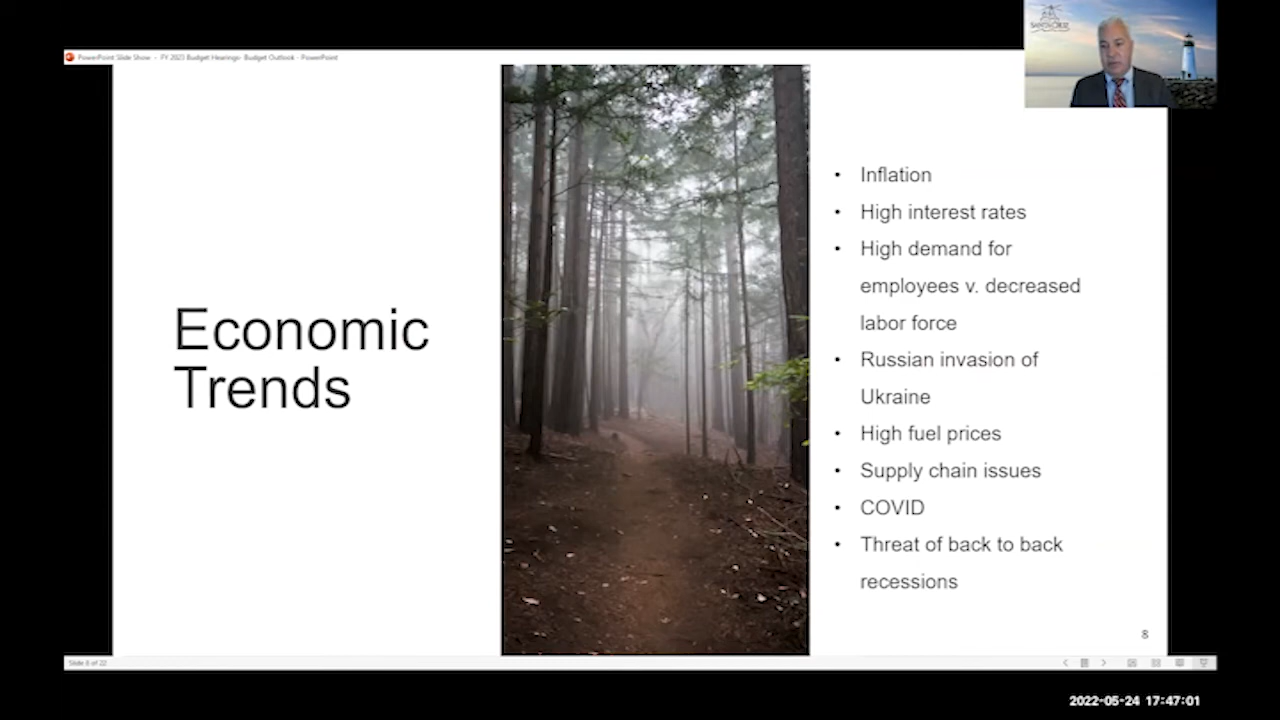 PowerPoint Slide Show - FY 2023 Budget Hearings- Budget Outlook - PowerPoint
SANTA CRUZ
Economic
Trends
• Inflation
• High interest rates
• High demand for
employees v. decreased
labor force
• Russian invasion of
Ukraine
• High fuel prices
• Supply chain issues
• COVID
• Threat of back to back
recessions
8
Slide 8 of 22
2022-05-24 17:47:01